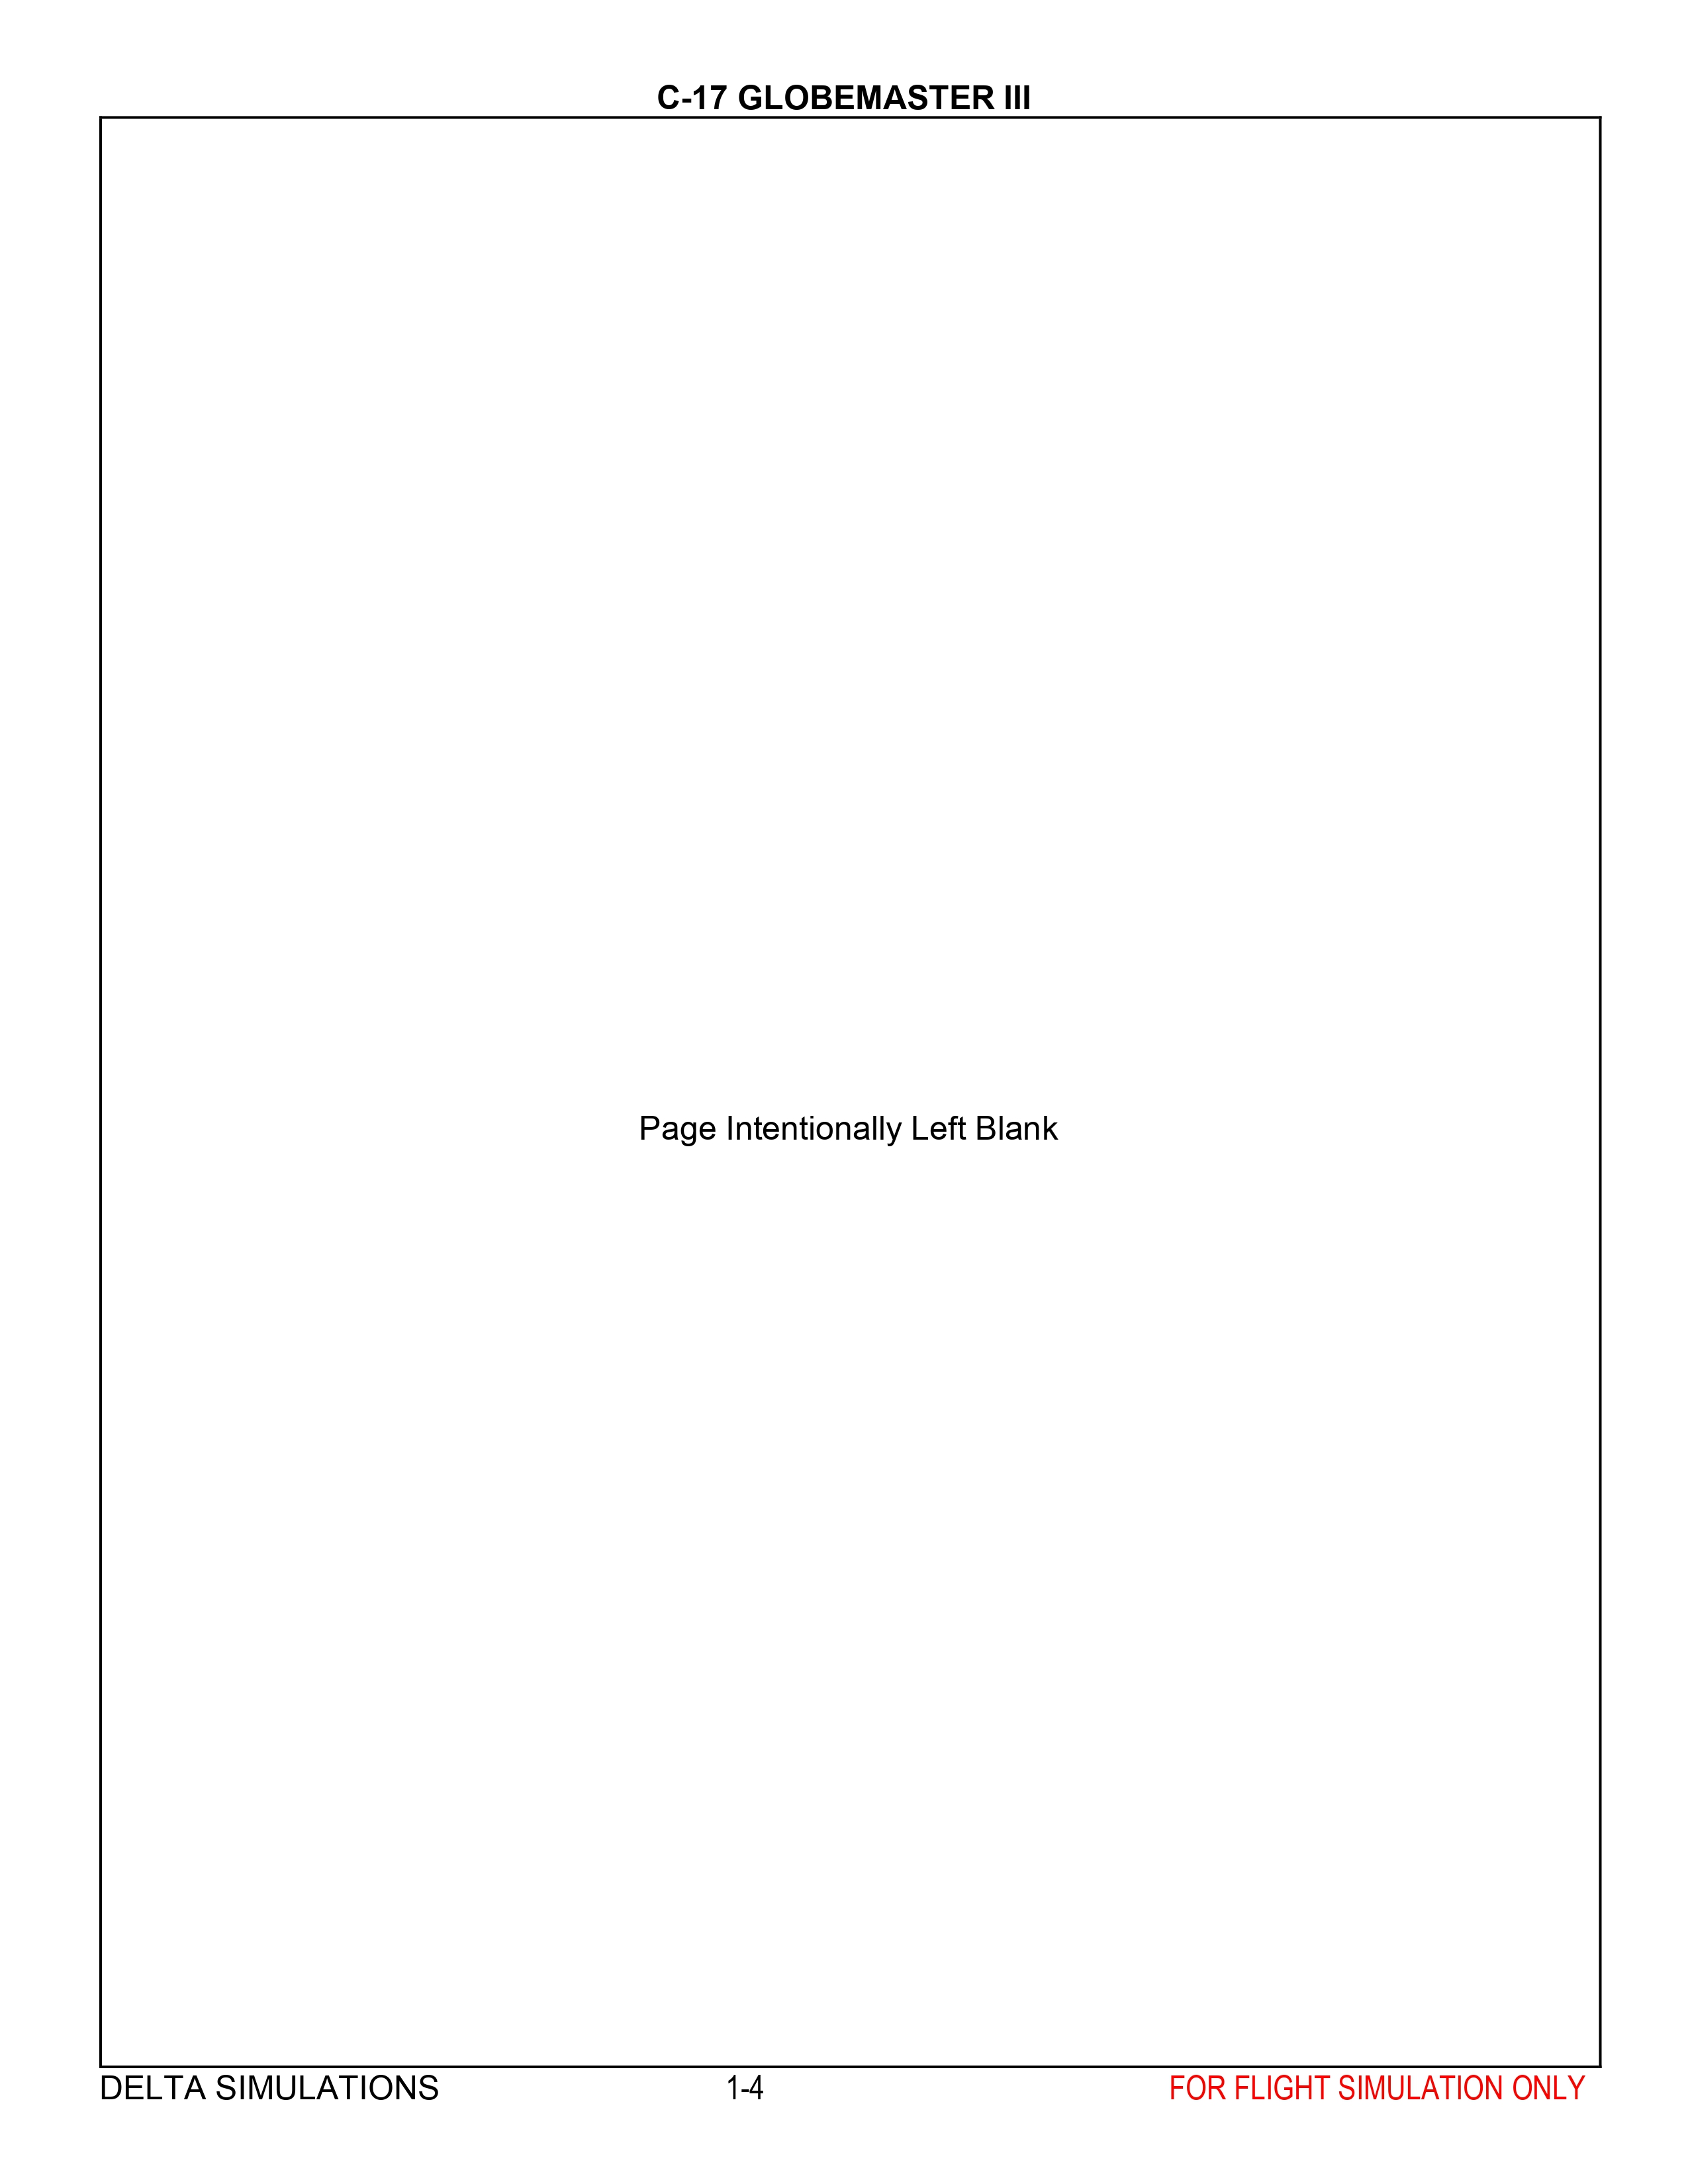 C-17 GLOBEMASTER III
Page Intentionally Left Blank
DELTA SIMULATIONS 1-4 FOR FLIGHT SIMULATION ONLY